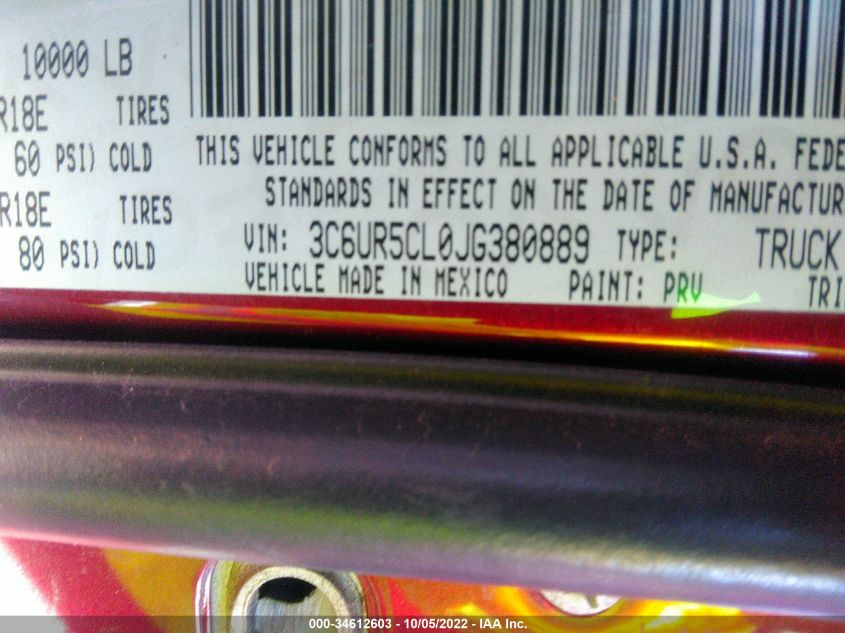 10000 LB
R18E TIRES
60 PSI) COLD
R18E TIRES
80 PSI) COLD
THIS VEHICLE CONFORMS TO ALL APPLICABLE U.S.A. FEDE
STANDARDS IN EFFECT ON THE DATE OF MANUFACTUR
VIN: 3C6UR5CL0JG380889 TYPE: TRUCK
VEHICLE MADE IN MEXICO PAINT: PRV TRI
000-34612603 - 10/05/2022 - IAA Inc.